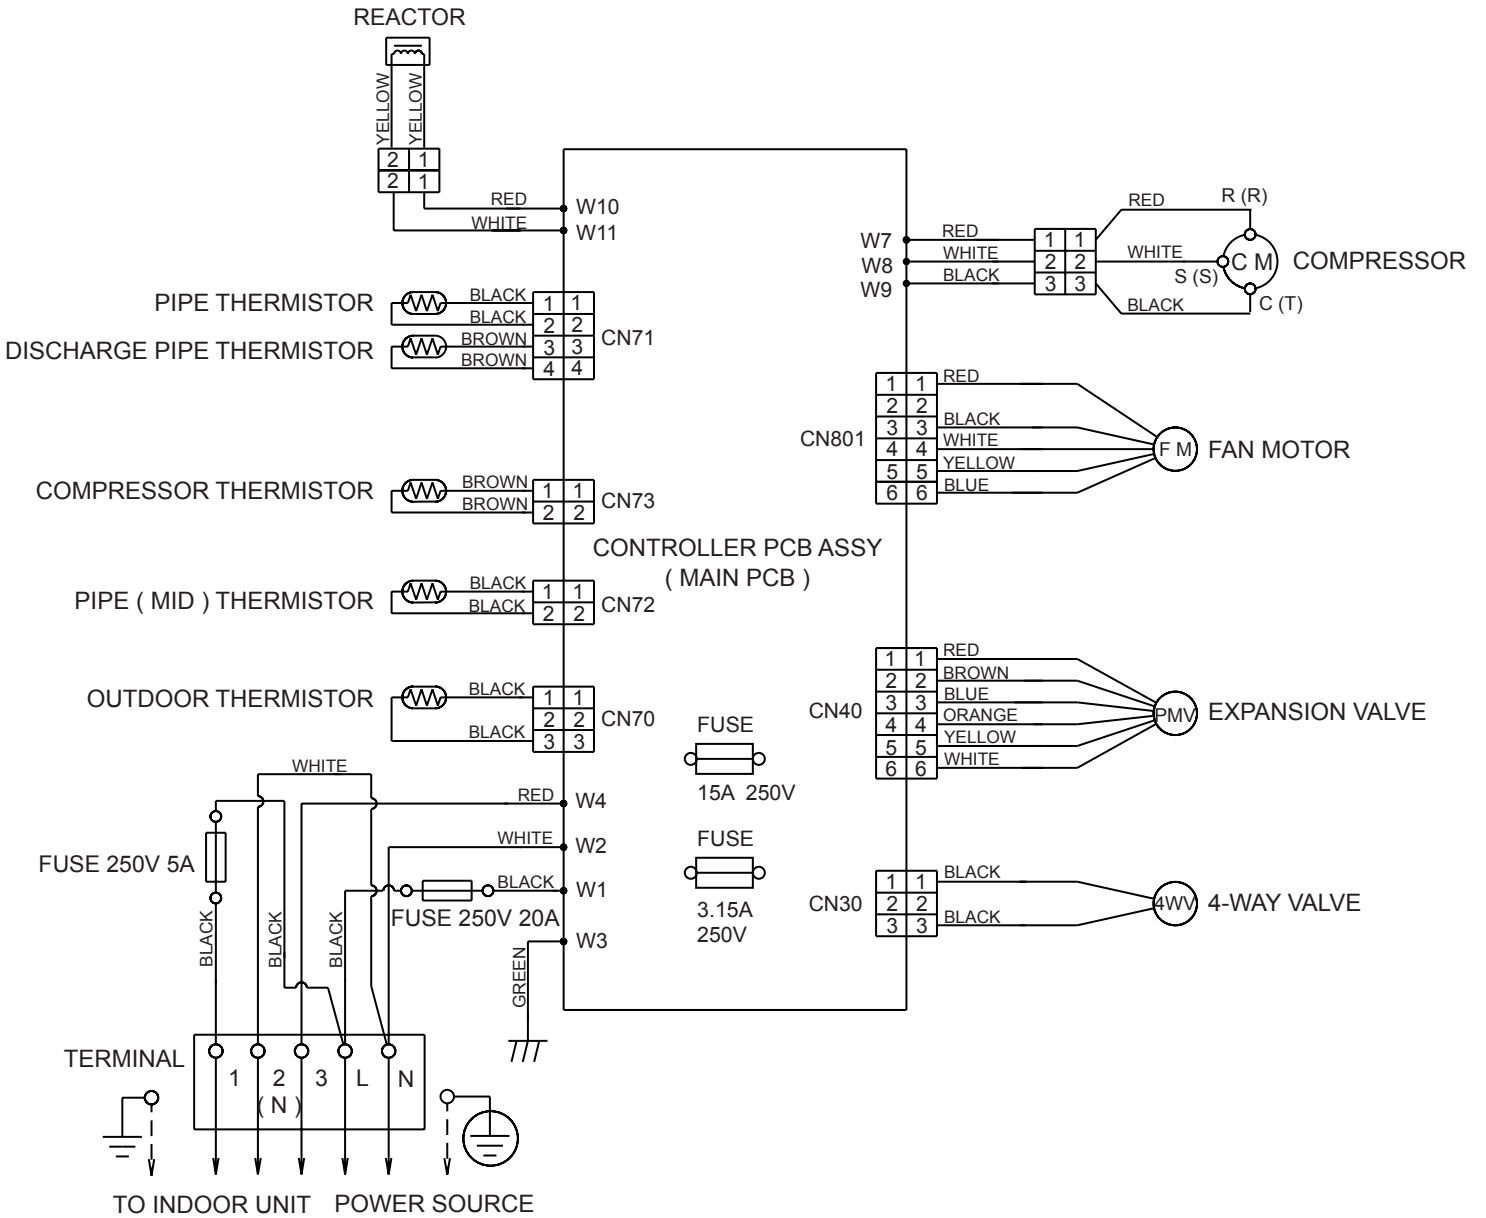 REACTOR
YELLOW
YELLOW
2 1
2 1
RED
WHITE
W10
W11
PIPE THERMISTOR
BLACK
BLACK
DISCHARGE PIPE THERMISTOR
BROWN
BROWN
1 1
2 2
3 3
4 4
CN71
COMPRESSOR THERMISTOR
BROWN
BROWN
1 1
2 2
CN73
PIPE ( MID ) THERMISTOR
BLACK
BLACK
1 1
2 2
CN72
OUTDOOR THERMISTOR
BLACK
BLACK
1 1
2 2
3 3
CN70
CONTROLLER PCB ASSY
( MAIN PCB )
FUSE
15A 250V
FUSE
3.15A
250V
W7
W8
W9
RED
WHITE
BLACK
1 1
2 2
3 3
RED
WHITE
BLACK
R (R)
S (S)
C (T)
C M
COMPRESSOR
CN801
1 1
2 2
3 3
4 4
5 5
6 6
RED
BLACK
WHITE
YELLOW
BLUE
F M
FAN MOTOR
CN40
1 1
2 2
3 3
4 4
5 5
6 6
RED
BROWN
BLUE
ORANGE
YELLOW
WHITE
PMV
EXPANSION VALVE
CN30
1 1
2 2
3 3
BLACK
BLACK
4WV
4-WAY VALVE
WHITE
RED
W4
WHITE
W2
BLACK
W1
W3
FUSE 250V 5A
FUSE 250V 20A
BLACK
BLACK
BLACK
GREEN
TERMINAL
1 2 3 L N
( N )
TO INDOOR UNIT
POWER SOURCE